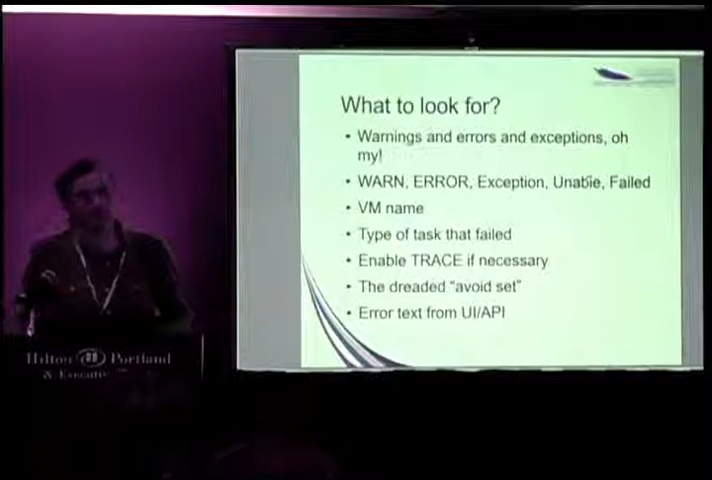 What to look for?
• Warnings and errors and exceptions, oh
my!
• WARN, ERROR, Exception, Unable, Failed
• VM name
• Type of task that failed
• Enable TRACE if necessary
• The dreaded "avoid set"
• Error text from UI/API
Hilton Portland
& Executive